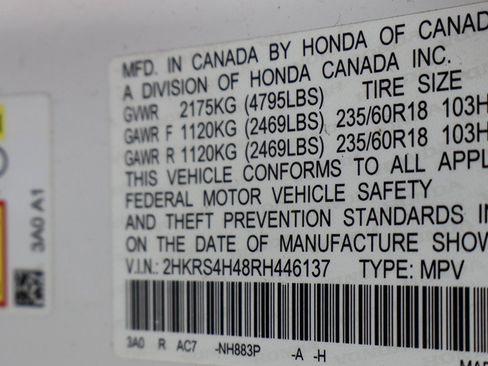 MFD. IN CANADA BY HONDA OF CANAD
A DIVISION OF HONDA CANADA INC.
GVWR 2175KG (4795LBS) TIRE SIZE
GAWR F 1120KG (2469LBS) 235/60R18 103H
GAWR R 1120KG (2469LBS) 235/60R18 103H
THIS VEHICLE CONFORMS TO ALL APPL
FEDERAL MOTOR VEHICLE SAFETY
AND THEFT PREVENTION STANDARDS IN
ON THE DATE OF MANUFACTURE SHOW
V.I.N.: 2HKRS4H48RH446137 TYPE: MPV
3A0 R AC7 -NH883P -A -H
MAD
3A0 A1